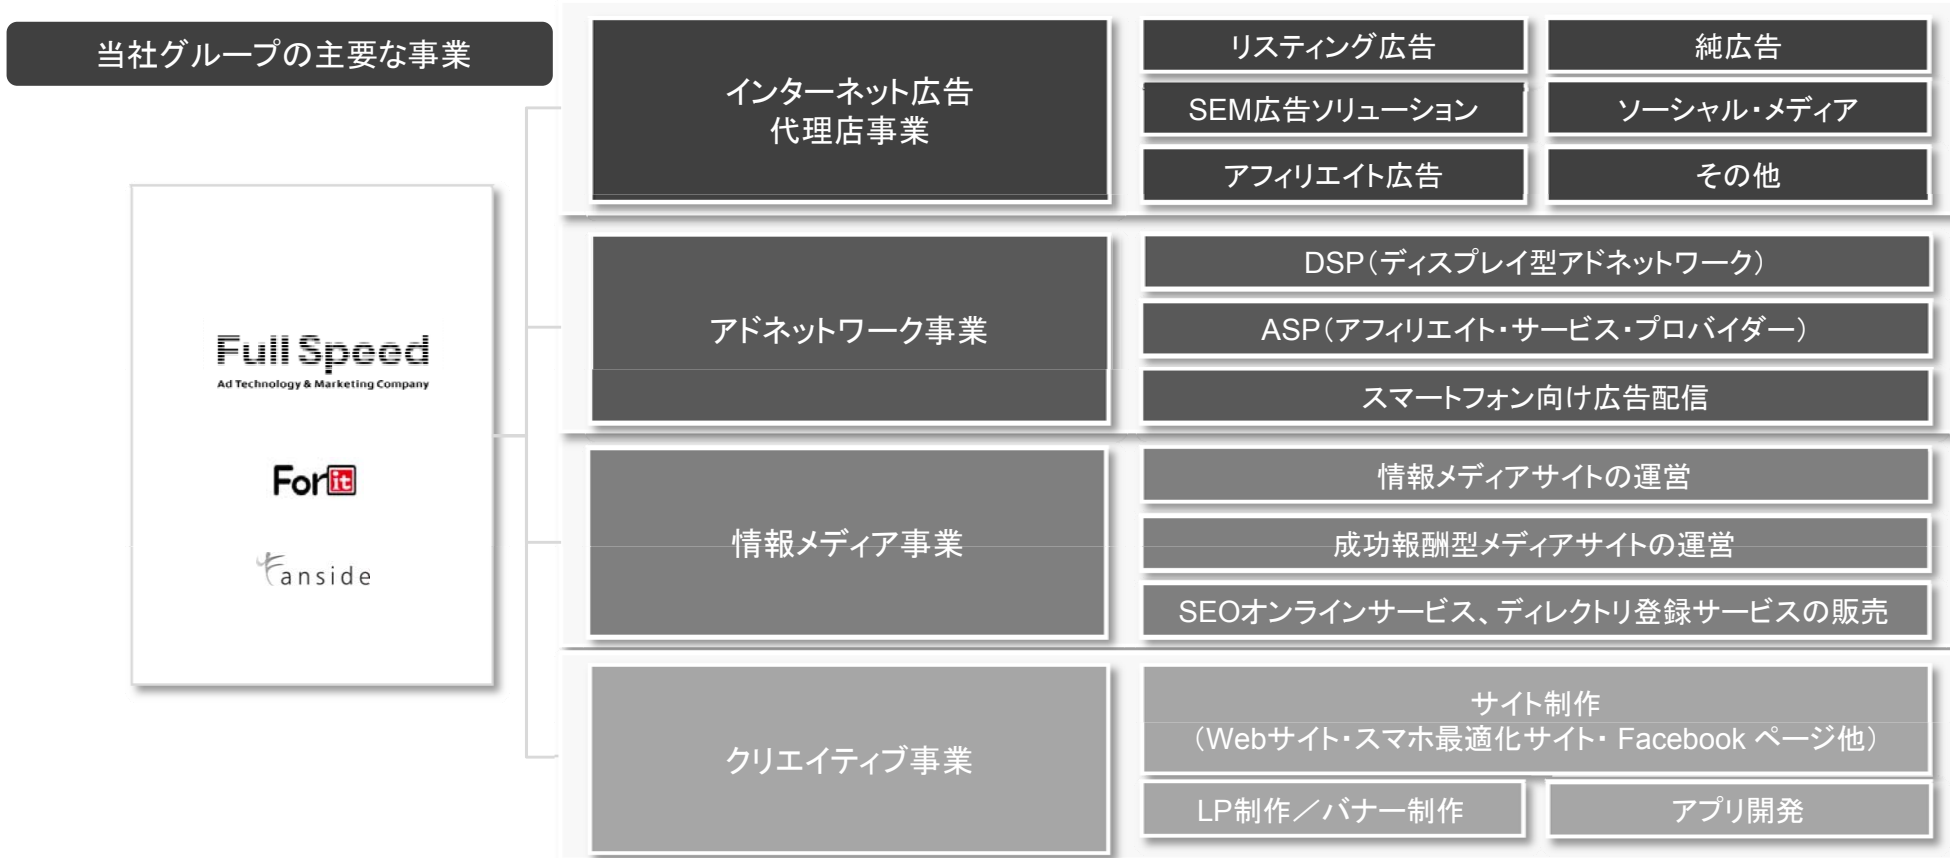 当社グループの主要な事業
Full Speed
Ad Technology & Marketing Company
Forit
Fanside
インターネット広告
代理店事業
リスティング広告
純広告
SEM広告ソリューション
ソーシャル・メディア
アフィリエイト広告
その他
アドネットワーク事業
DSP（ディスプレイ型アドネットワーク）
ASP（アフィリエイト・サービス・プロバイダー）
スマートフォン向け広告配信
情報メディア事業
情報メディアサイトの運営
成功報酬型メディアサイトの運営
SEOオンラインサービス、ディレクトリ登録サービスの販売
クリエイティブ事業
サイト制作
（Webサイト・スマホ最適化サイト・ Facebook ページ他）
LP制作／バナー制作
アプリ開発